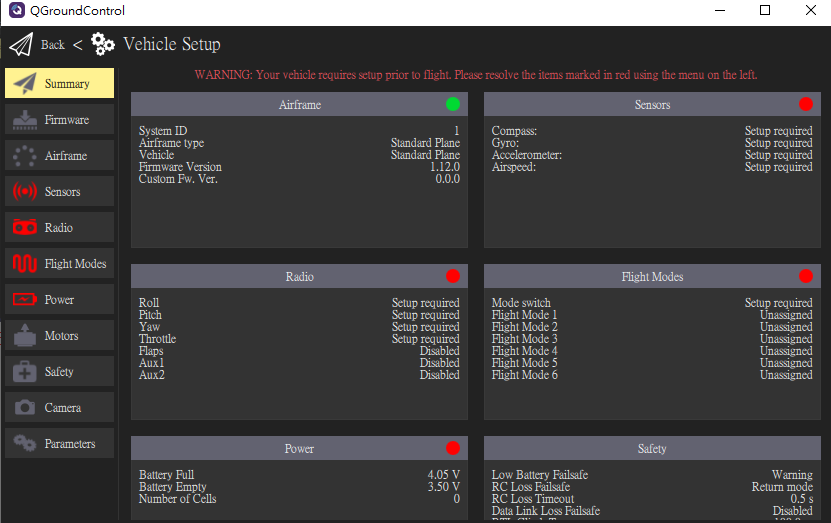 QGroundControl
Back < Vehicle Setup
WARNING: Your vehicle requires setup prior to flight. Please resolve the items marked in red using the menu on the left.
Summary
Firmware
Airframe
Sensors
Radio
Flight Modes
Power
Motors
Safety
Camera
Parameters
Airframe
System ID 1
Airframe type Standard Plane
Vehicle Standard Plane
Firmware Version 1.12.0
Custom Fw. Ver. 0.0.0
Sensors
Compass: Setup required
Gyro: Setup required
Accelerometer: Setup required
Airspeed: Setup required
Radio
Roll Setup required
Pitch Setup required
Yaw Setup required
Throttle Setup required
Flaps Disabled
Aux1 Disabled
Aux2 Disabled
Flight Modes
Mode switch Setup required
Flight Mode 1 Unassigned
Flight Mode 2 Unassigned
Flight Mode 3 Unassigned
Flight Mode 4 Unassigned
Flight Mode 5 Unassigned
Flight Mode 6 Unassigned
Power
Battery Full 4.05 V
Battery Empty 3.50 V
Number of Cells 0
Safety
Low Battery Failsafe Warning
RC Loss Failsafe Return mode
RC Loss Timeout 0.5 s
Data Link Loss Failsafe Disabled